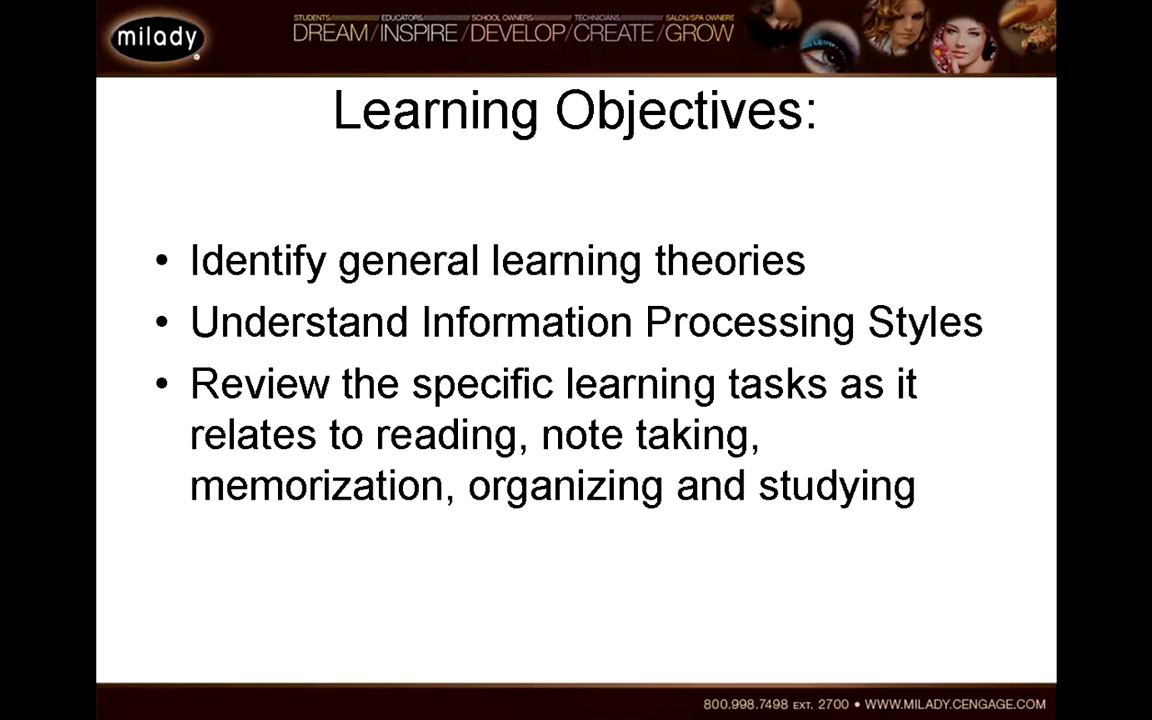 milady
STUDENTS EDUCATORS SCHOOL OWNERS TECHNICIANS SALON/SPA OWNERS
DREAM/INSPIRE/DEVELOP/CREATE/GROW
Learning Objectives:
• Identify general learning theories
• Understand Information Processing Styles
• Review the specific learning tasks as it
relates to reading, note taking,
memorization, organizing and studying
800.998.7498 EXT. 2700 • WWW.MILADY.CENGAGE.COM